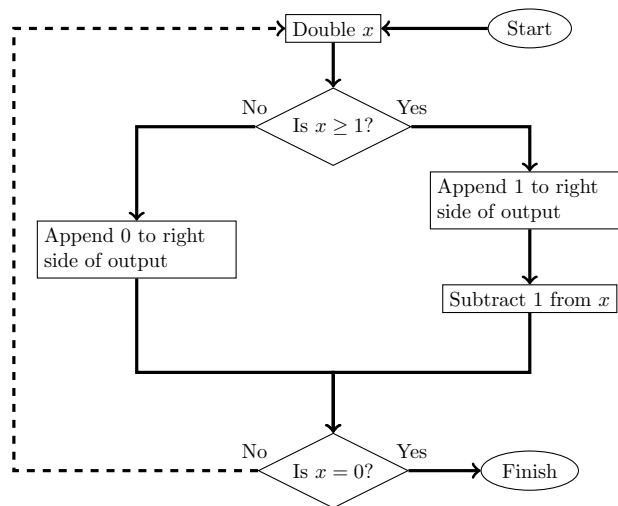 Double x
Start
No
Yes
Is x ≥ 1?
Append 1 to right
side of output
Append 0 to right
side of output
Subtract 1 from x
No
Yes
Is x = 0?
Finish